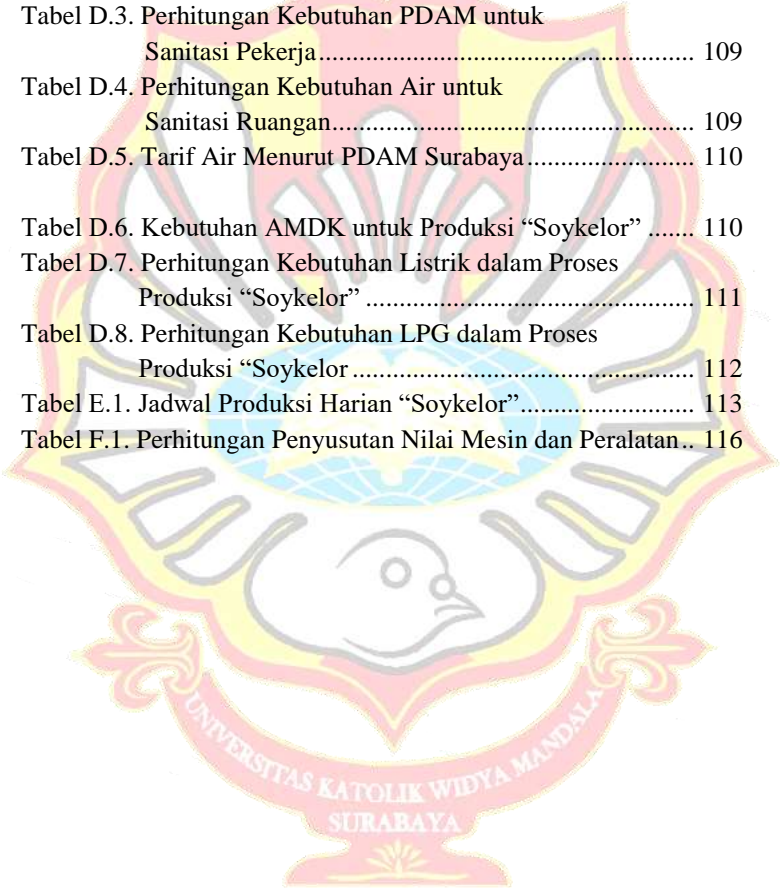 Tabel D.3. Perhitungan Kebutuhan PDAM untuk
Sanitasi Pekerja........................................................ 109
Tabel D.4. Perhitungan Kebutuhan Air untuk
Sanitasi Ruangan...................................................... 109
Tabel D.5. Tarif Air Menurut PDAM Surabaya......................... 110
Tabel D.6. Kebutuhan AMDK untuk Produksi “Soykelor” ....... 110
Tabel D.7. Perhitungan Kebutuhan Listrik dalam Proses
Produksi “Soykelor” ................................................. 111
Tabel D.8. Perhitungan Kebutuhan LPG dalam Proses
Produksi “Soykelor ................................................... 112
Tabel E.1. Jadwal Produksi Harian “Soykelor”.......................... 113
Tabel F.1. Perhitungan Penyusutan Nilai Mesin dan Peralatan.. 116
UNIVERSITAS KATOLIK WIDYA MANDALA
SURABAYA